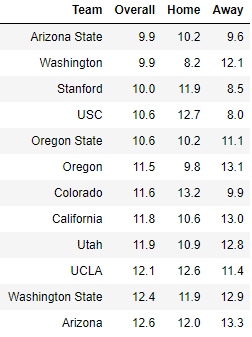 Team Overall Home Away
Arizona State 9.9 10.2 9.6
Washington 9.9 8.2 12.1
Stanford 10.0 11.9 8.5
USC 10.6 12.7 8.0
Oregon State 10.6 10.2 11.1
Oregon 11.5 9.8 13.1
Colorado 11.6 13.2 9.9
California 11.8 10.6 13.0
Utah 11.9 10.9 12.8
UCLA 12.1 12.6 11.4
Washington State 12.4 11.9 12.9
Arizona 12.6 12.0 13.3